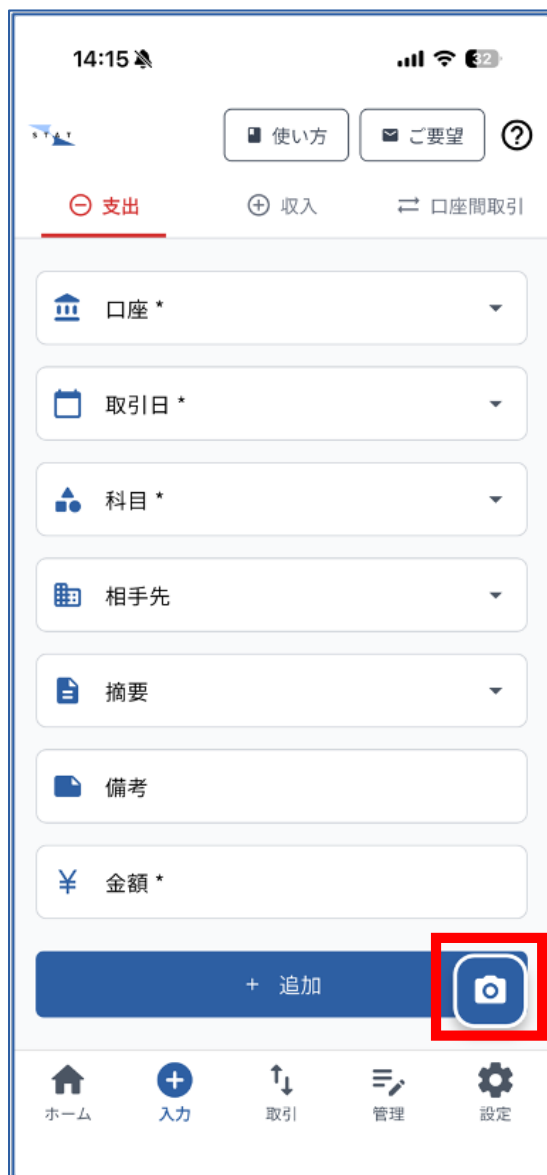 14:15 32
STAY
使い方 ご要望
支出 収入 口座間取引
口座 *
取引日 *
科目 *
相手先
摘要
備考
¥ 金額 *
+ 追加
ホーム 入力 取引 管理 設定